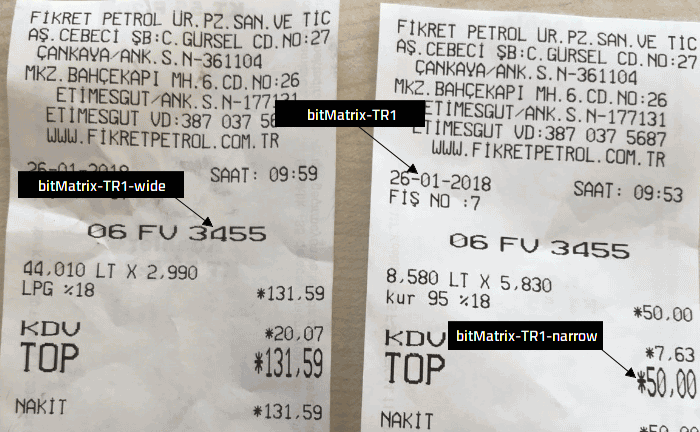 FİKRET PETROL UR.PZ.SAN.VE TİC
AŞ.CEBECİ ŞB:C.GÜRSEL CD.NO:27
ÇANKAYA/ANK.S.N-361104
MKZ.BAHÇEKAPI MH.6.CD.NO:26
ETİMESGUT/ANK.S.N-177131
ETİMESGUT VD:387 037
WWW.FİKRETPETROL.COM.TR
26-01-2018 SAAT: 09:59
bitMatrix-TR1-wide
06 FV 3455
44,010 LT X 2,990
LPG %18 *131,59
KDV *20,07
TOP *131,59
NAKİT *131,59
FİKRET PETROL UR.PZ.SAN.VE TİC
AŞ.CEBECİ ŞB:C.GÜRSEL CD.NO:27
ÇANKAYA/ANK.S.N-361104
MKZ.BAHÇEKAPI MH.6.CD.NO:26
ETİMESGUT/ANK.S.N-177131
bitMatrix-TR1
ETİMESGUT VD:387 037 5687
WWW.FİKRETPETROL.COM.TR
26-01-2018 SAAT: 09:53
FİŞ NO :7
06 FV 3455
8,580 LT X 5,830
kur 95 %18 *50,00
KDV *7,63
bitMatrix-TR1-narrow
TOP *50,00
NAKİT